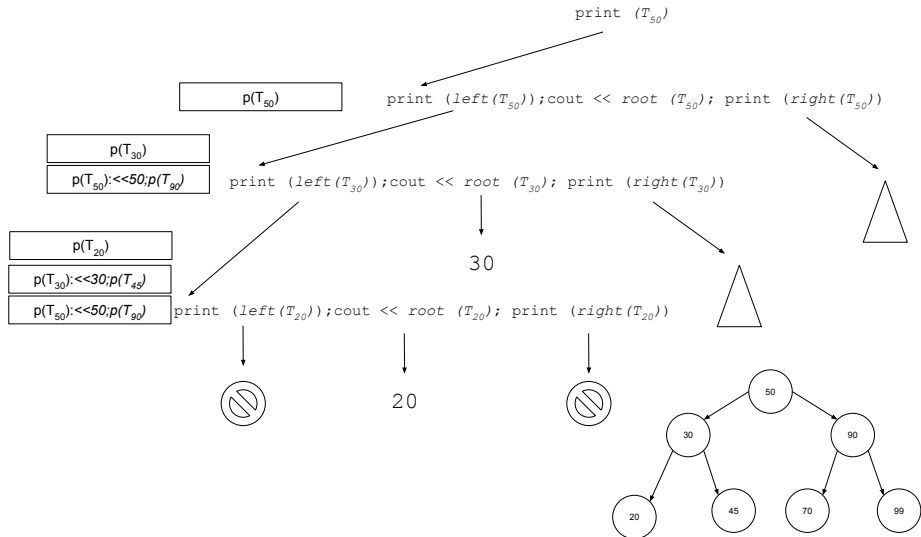 print (T50)
p(T50)
print (left(T50));cout << root (T50); print (right(T50))
p(T30)
p(T50):<<50;p(T90)
print (left(T30));cout << root (T30); print (right(T30))
p(T20)
30
p(T30):<<30;p(T45)
p(T50):<<50;p(T90)
print (left(T20));cout << root (T20); print (right(T20))
20
50
30
90
20
45
70
99